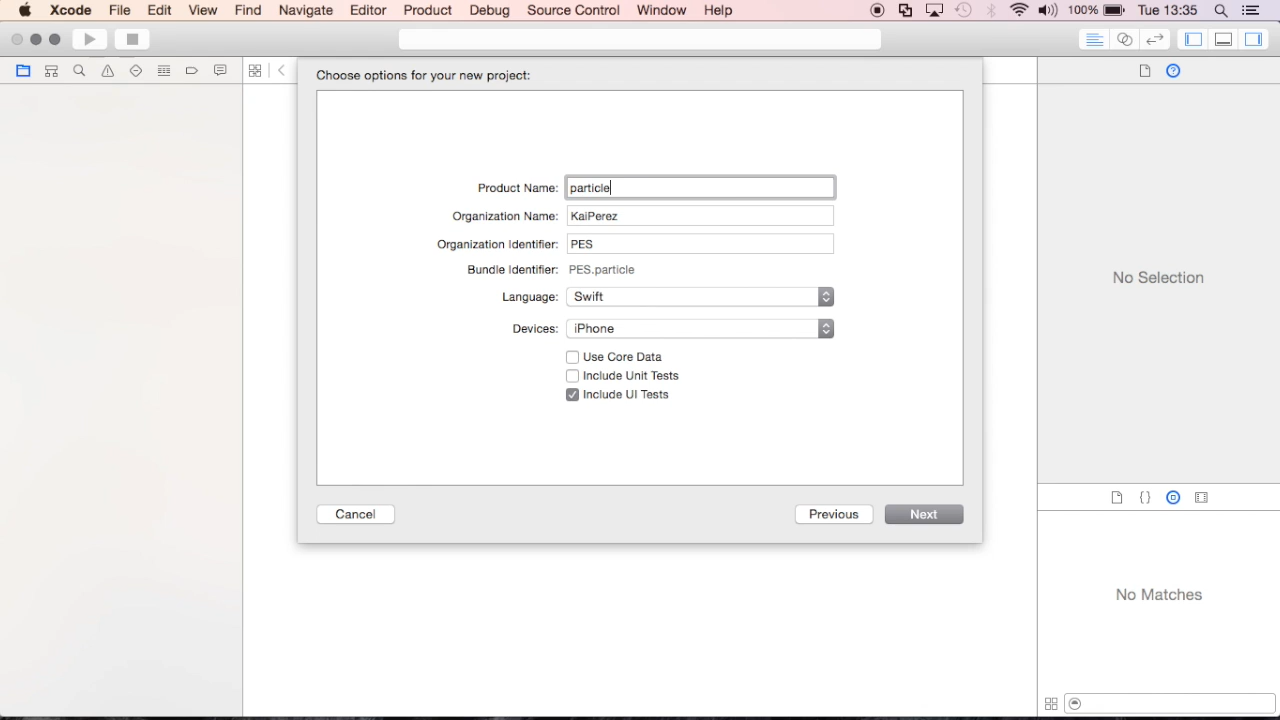 Xcode File Edit View Find Navigate Editor Product Debug Source Control Window Help 100% Tue 13:35
Choose options for your new project:
Product Name: particle
Organization Name: KaiPerez
Organization Identifier: PES
Bundle Identifier: PES.particle
Language: Swift
Devices: iPhone
Use Core Data
Include Unit Tests
Include UI Tests
Cancel Previous Next
No Selection
{ }
No Matches